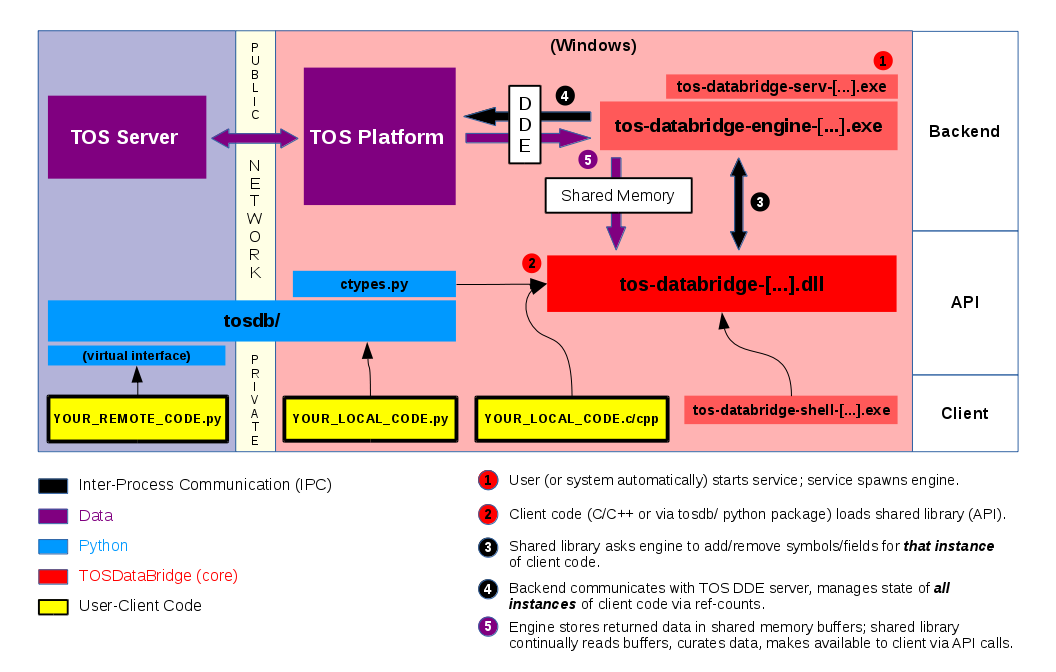 (Windows)
1
tos-databridge-serv-[...].exe
PUBLIC
NETWORK
PRIVATE
TOS Server
TOS Platform
DDE
4
5
tos-databridge-engine-[...].exe
Backend
Shared Memory
3
2
ctypes.py
tos-databridge-[...].dll
API
tosdb/
(virtual interface)
YOUR_REMOTE_CODE.py
YOUR_LOCAL_CODE.py
YOUR_LOCAL_CODE.c/cpp
tos-databridge-shell-[...].exe
Client
Inter-Process Communication (IPC)
Data
Python
TOSDataBridge (core)
User-Client Code
1 User (or system automatically) starts service; service spawns engine.
2 Client code (C/C++ or via tosdb/ python package) loads shared library (API).
3 Shared library asks engine to add/remove symbols/fields for that instance
of client code.
4 Backend communicates with TOS DDE server, manages state of all
instances of client code via ref-counts.
5 Engine stores returned data in shared memory buffers; shared library
continually reads buffers, curates data, makes available to client via API calls.